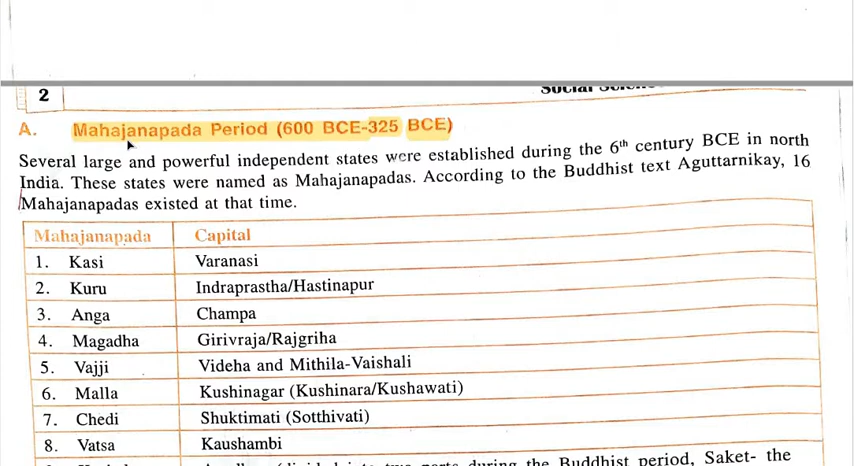 2
A. Mahajanapada Period (600 BCE-325 BCE)
Several large and powerful independent states were established during the 6th century BCE in north
India. These states were named as Mahajanapadas. According to the Buddhist text Aguttarnikay, 16
Mahajanapadas existed at that time.
Mahajanapada Capital
1. Kasi Varanasi
2. Kuru Indraprastha/Hastinapur
3. Anga Champa
4. Magadha Girivraja/Rajgriha
5. Vajji Videha and Mithila-Vaishali
6. Malla Kushinagar (Kushinara/Kushawati)
7. Chedi Shuktimati (Sotthivati)
8. Vatsa Kaushambi
during the Buddhist period, Saket- the